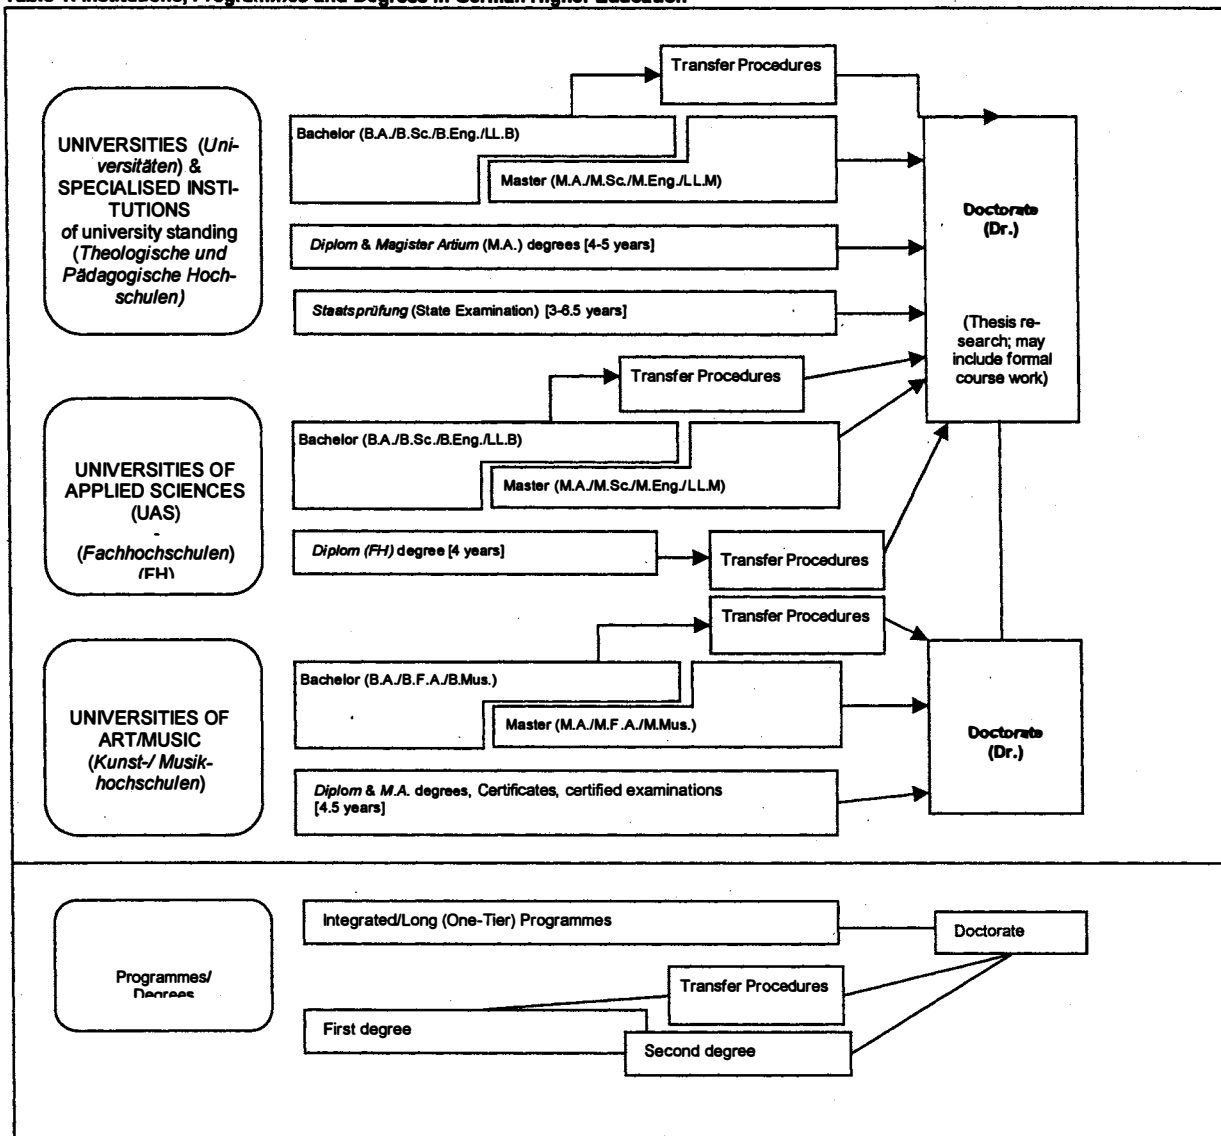 Transfer Procedures
UNIVERSITIES (Uni-
versitäten) &
SPECIALISED INSTI-
TUTIONS
of university standing
(Theologische und
Pädagogische Hoch-
schulen)
Bachelor (B.A./B.Sc./B.Eng./LL.B)
Master (M.A./M.Sc./M.Eng./LL.M)
Diplom & Magister Artium (M.A.) degrees [4-5 years]
Staatsprüfung (State Examination) [3-6.5 years]
Doctorate
(Dr.)
(Thesis re-
search; may
include formal
course work)
Transfer Procedures
UNIVERSITIES OF
APPLIED SCIENCES
(UAS)
-
(Fachhochschulen)
(FH)
Bachelor (B.A./B.Sc./B.Eng./LL.B)
Master (M.A./M.Sc./M.Eng./LL.M)
Diplom (FH) degree [4 years]
Transfer Procedures
Transfer Procedures
UNIVERSITIES OF
ART/MUSIC
(Kunst-/ Musik-
hochschulen)
Bachelor (B.A./B.F.A./B.Mus.)
Master (M.A./M.F.A./M.Mus.)
Diplom & M.A. degrees, Certificates, certified examinations
[4.5 years]
Doctorate
(Dr.)
Programmes/
Degrees
Integrated/Long (One-Tier) Programmes
Doctorate
Transfer Procedures
First degree
Second degree